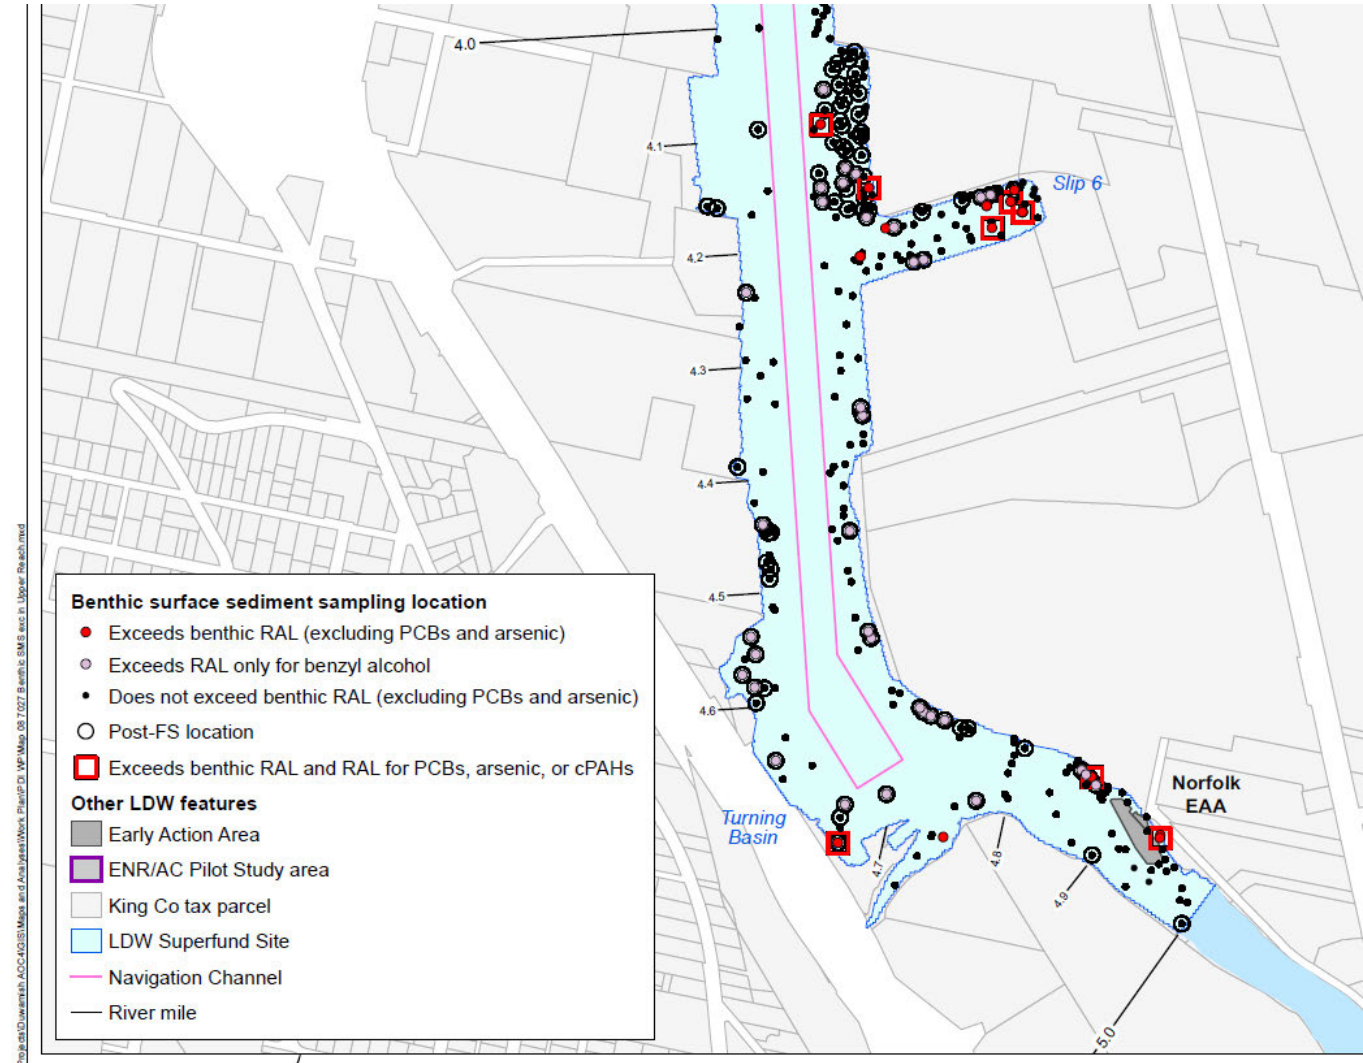 4.0
4.1
Slip 6
4.2
4.3
4.4
4.5
4.6
Turning
Basin
4.7
4.8
4.9
5.0
Norfolk
EAA
Benthic surface sediment sampling location
Exceeds benthic RAL (excluding PCBs and arsenic)
Exceeds RAL only for benzyl alcohol
Does not exceed benthic RAL (excluding PCBs and arsenic)
Post-FS location
Exceeds benthic RAL and RAL for PCBs, arsenic, or cPAHs
Other LDW features
Early Action Area
ENR/AC Pilot Study area
King Co tax parcel
LDW Superfund Site
Navigation Channel
River mile